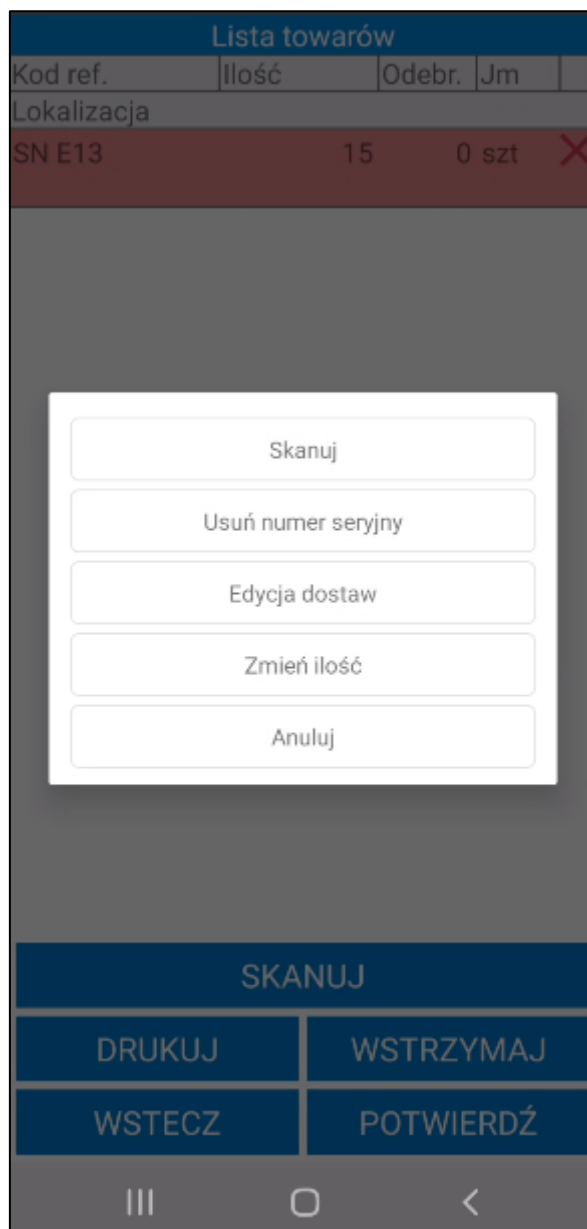 Lista towarów
Kod ref. Ilość Odebr. Jm
Lokalizacja
SN E13 15 0 szt
Skanuj
Usuń numer seryjny
Edycja dostaw
Zmień ilość
Anuluj
SKANUJ
DRUKUJ WSTRZYMAJ
WSTECZ POTWIERDŹ